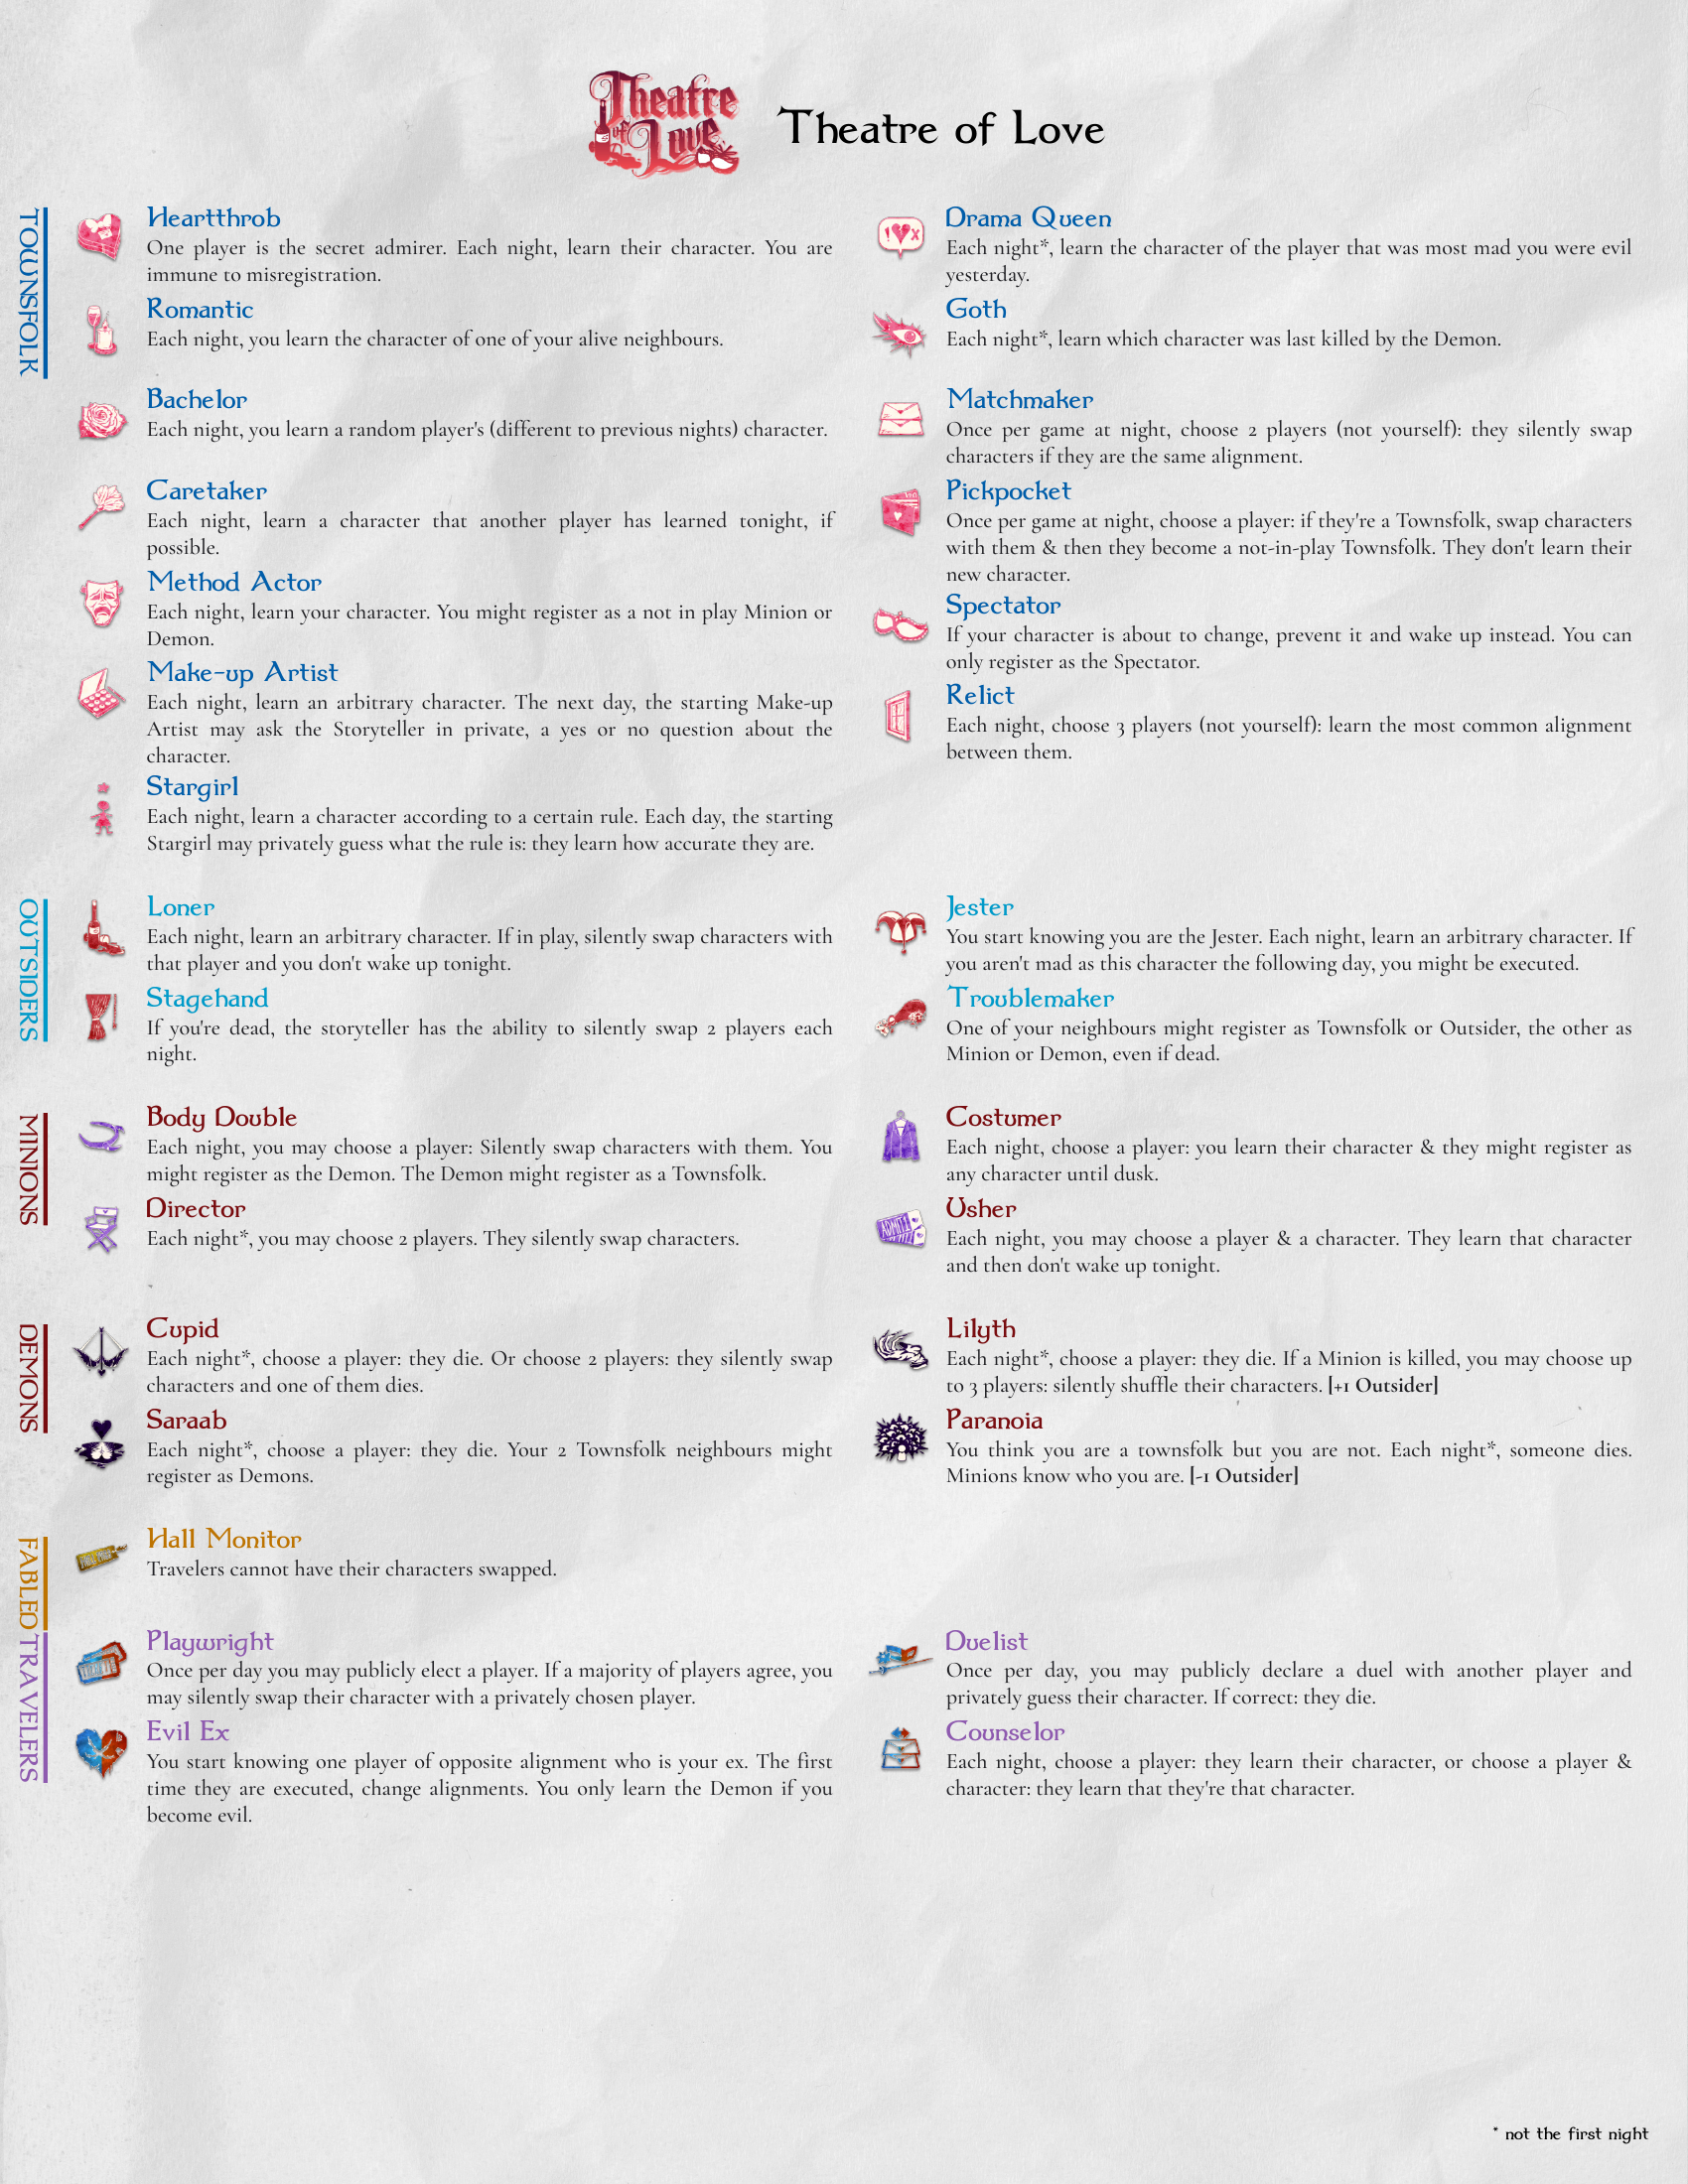 Theatre
of
Love
Theatre of Love
TOWNSFOLK
Heartthrob
One player is the secret admirer. Each night, learn their character. You are
immune to misregistration.
Romantic
Each night, you learn the character of one of your alive neighbours.
Bachelor
Each night, you learn a random player's (different to previous nights) character.
Caretaker
Each night, learn a character that another player has learned tonight, if
possible.
Method Actor
Each night, learn your character. You might register as a not in play Minion or
Demon.
Make-up Artist
Each night, learn an arbitrary character. The next day, the starting Make-up
Artist may ask the Storyteller in private, a yes or no question about the
character.
Stargirl
Each night, learn a character according to a certain rule. Each day, the starting
Stargirl may privately guess what the rule is: they learn how accurate they are.
Drama Queen
Each night*, learn the character of the player that was most mad you were evil
yesterday.
Goth
Each night*, learn which character was last killed by the Demon.
Matchmaker
Once per game at night, choose 2 players (not yourself): they silently swap
characters if they are the same alignment.
Pickpocket
Once per game at night, choose a player: if they're a Townsfolk, swap characters
with them & then they become a not-in-play Townsfolk. They don't learn their
new character.
Spectator
If your character is about to change, prevent it and wake up instead. You can
only register as the Spectator.
Relict
Each night, choose 3 players (not yourself): learn the most common alignment
between them.
OUTSIDERS
Loner
Each night, learn an arbitrary character. If in play, silently swap characters with
that player and you don't wake up tonight.
Stagehand
If you're dead, the storyteller has the ability to silently swap 2 players each
night.
Jester
You start knowing you are the Jester. Each night, learn an arbitrary character. If
you aren't mad as this character the following day, you might be executed.
Troublemaker
One of your neighbours might register as Townsfolk or Outsider, the other as
Minion or Demon, even if dead.
MINIONS
Body Double
Each night, you may choose a player: Silently swap characters with them. You
might register as the Demon. The Demon might register as a Townsfolk.
Director
Each night*, you may choose 2 players. They silently swap characters.
Costumer
Each night, choose a player: you learn their character & they might register as
any character until dusk.
Usher
Each night, you may choose a player & a character. They learn that character
and then don't wake up tonight.
DEMONS
Cupid
Each night*, choose a player: they die. Or choose 2 players: they silently swap
characters and one of them dies.
Saraab
Each night*, choose a player: they die. Your 2 Townsfolk neighbours might
register as Demons.
Lilyth
Each night*, choose a player: they die. If a Minion is killed, you may choose up
to 3 players: silently shuffle their characters. [+1 Outsider]
Paranoia
You think you are a townsfolk but you are not. Each night*, someone dies.
Minions know who you are. [-1 Outsider]
FABLED
Hall Monitor
Travelers cannot have their characters swapped.
TRAVELERS
Playwright
Once per day you may publicly elect a player. If a majority of players agree, you
may silently swap their character with a privately chosen player.
Evil Ex
You start knowing one player of opposite alignment who is your ex. The first
time they are executed, change alignments. You only learn the Demon if you
become evil.
Duelist
Once per day, you may publicly declare a duel with another player and
privately guess their character. If correct: they die.
Counselor
Each night, choose a player: they learn their character, or choose a player &
character: they learn that they're that character.
* not the first night